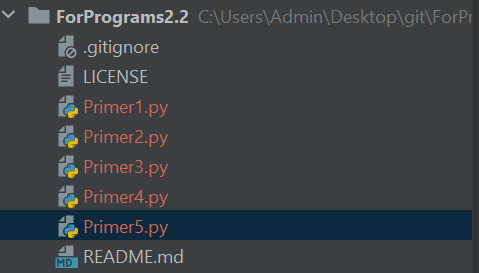 ForPrograms2.2 C:\Users\Admin\Desktop\git\ForPr
.gitignore
LICENSE
Primer1.py
Primer2.py
Primer3.py
Primer4.py
Primer5.py
MD README.md